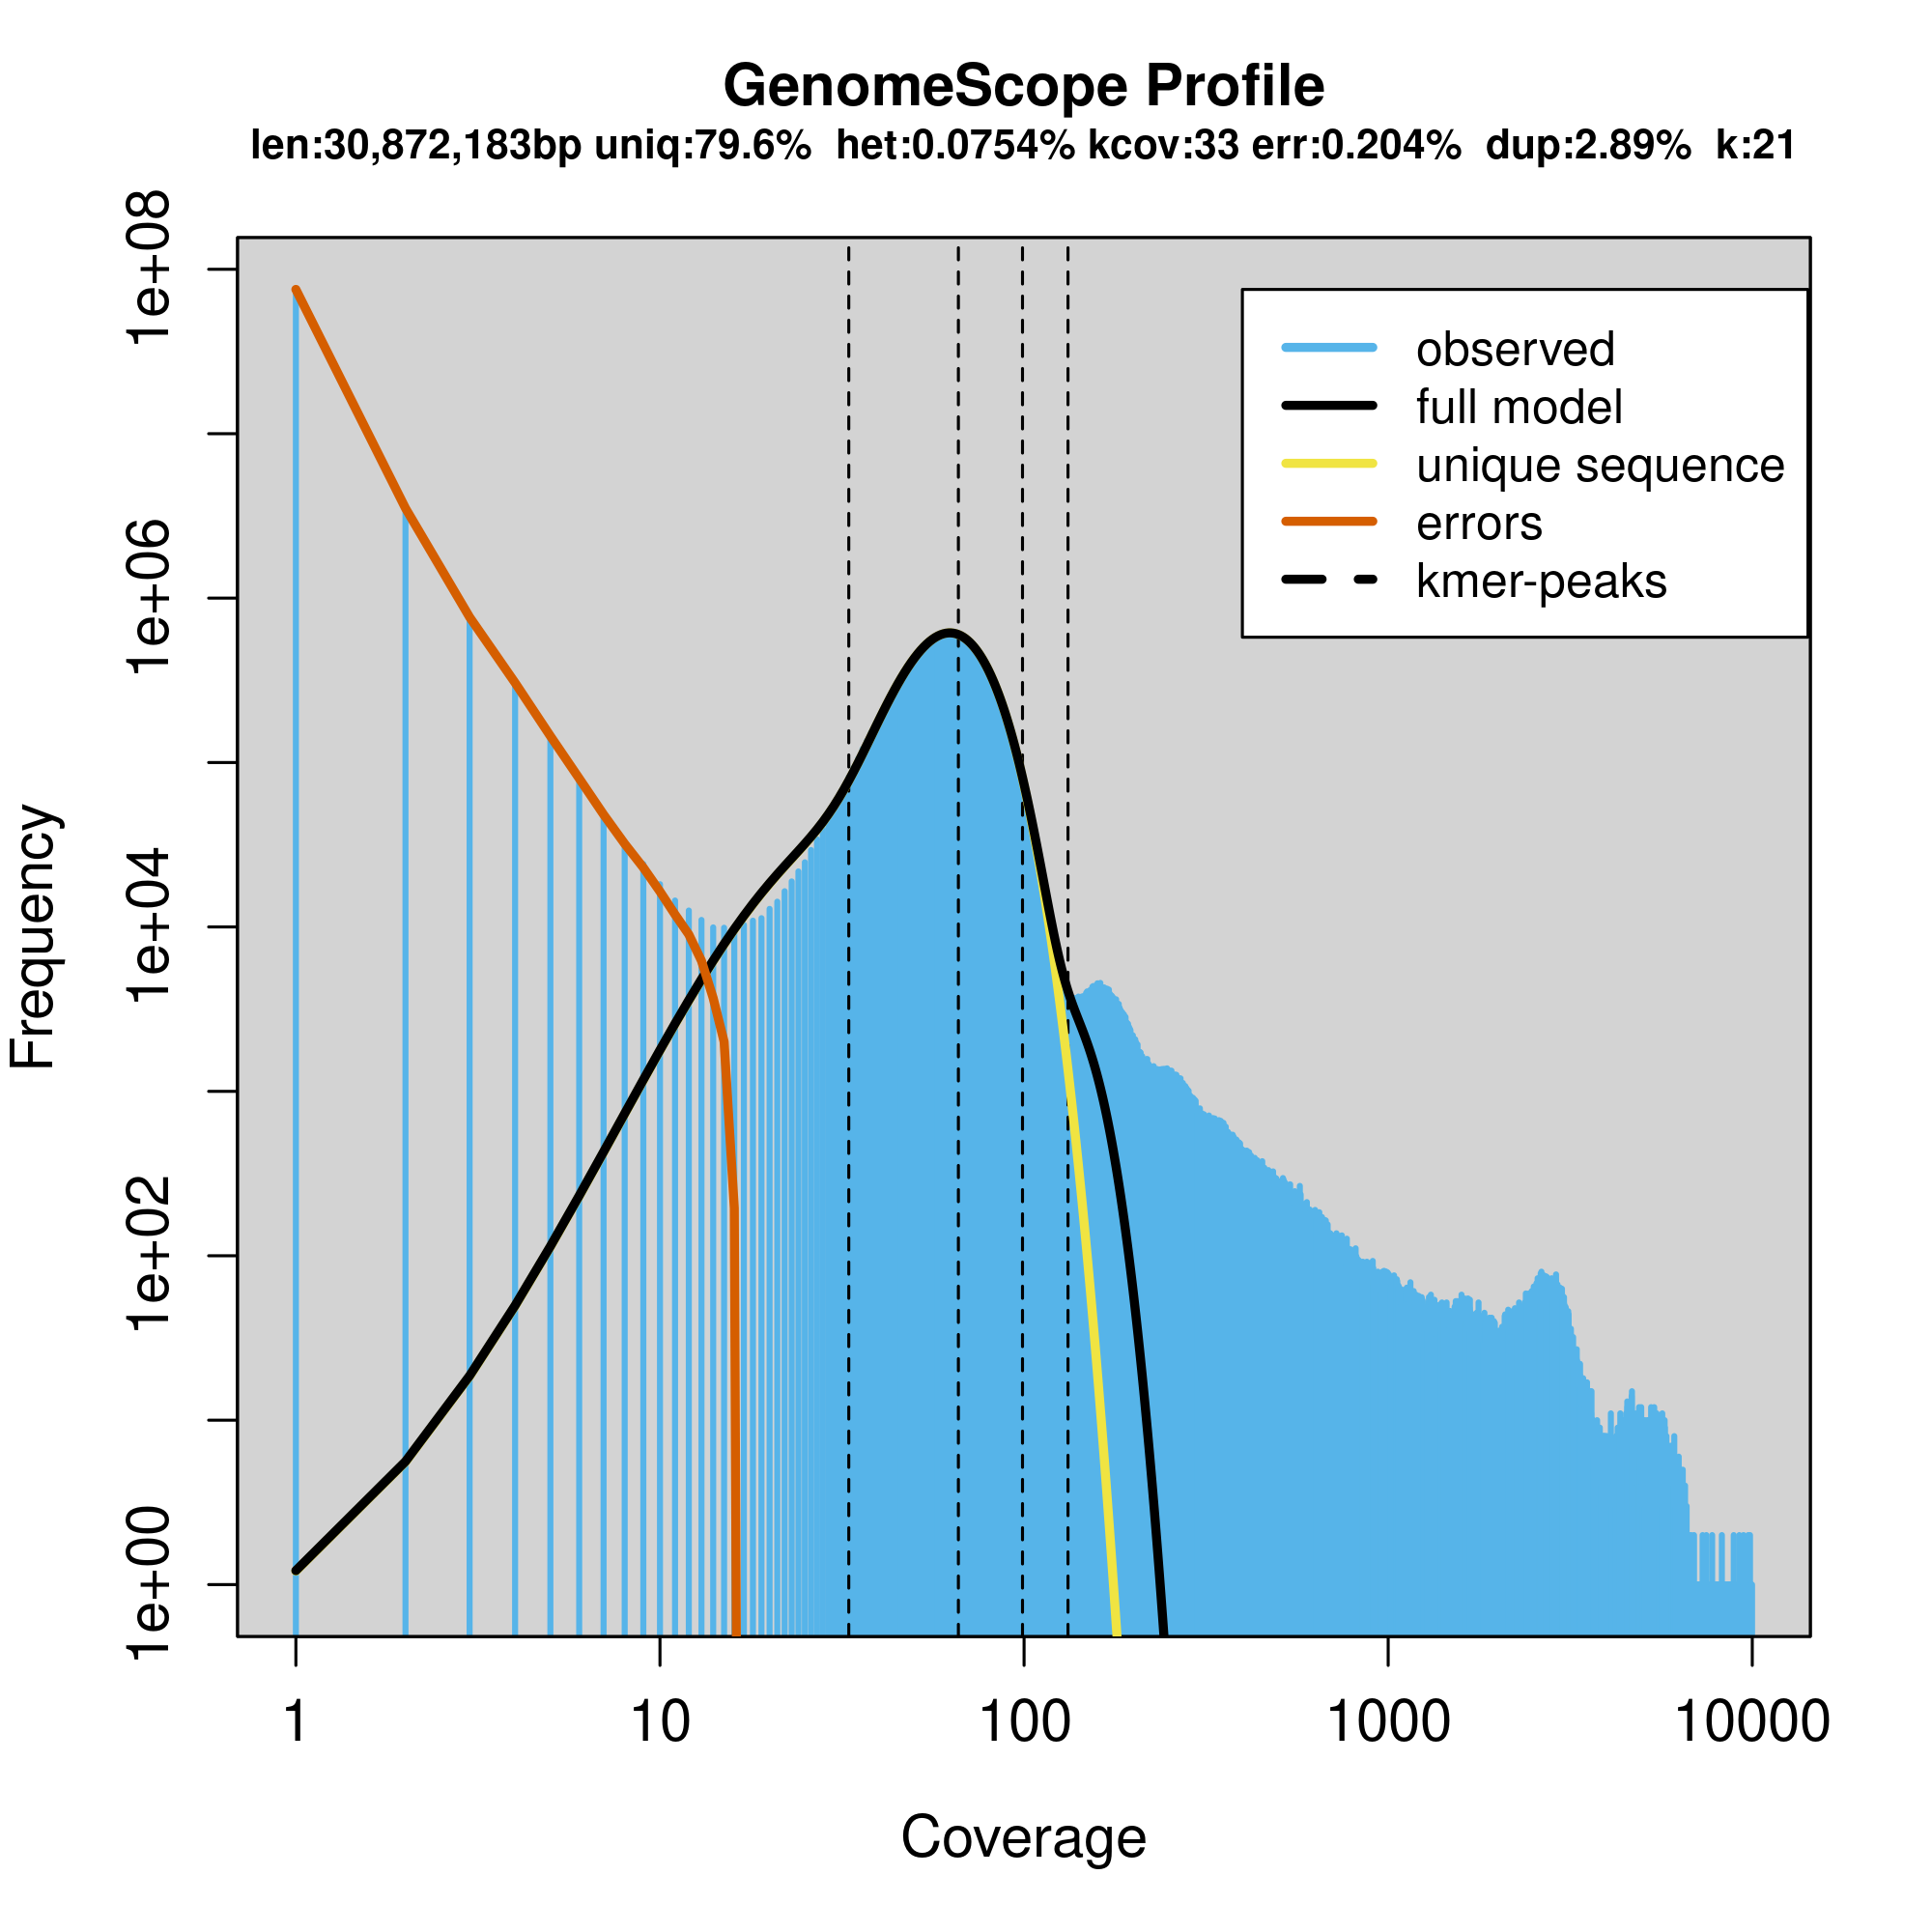 GenomeScope Profile
len:30,872,183bp uniq:79.6% het:0.0754% kcov:33 err:0.204% dup:2.89% k:21
1e+08
1e+06
1e+04
1e+02
1e+00
Frequency
observed
full model
unique sequence
errors
kmer-peaks
1 10 100 1000 10000
Coverage